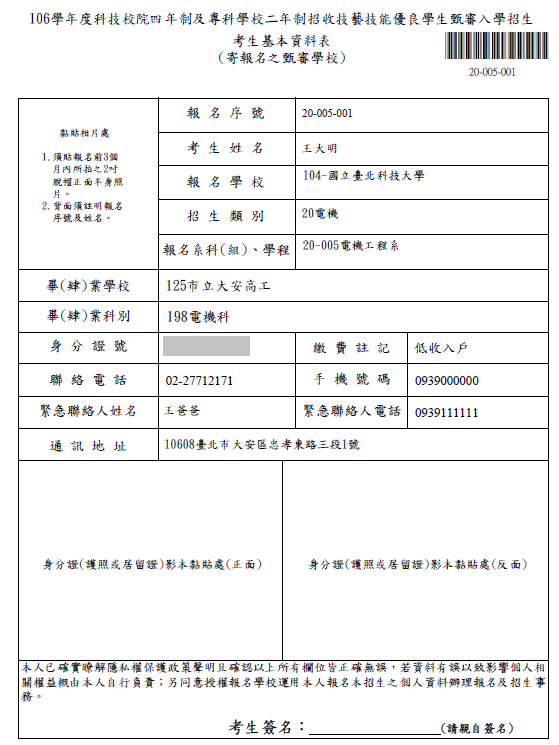 106學年度科技校院四年制及專科學校二年制招收技藝技能優良學生甄審入學招生
考生基本資料表
(寄報名之甄審學校)
20-005-001
黏貼相片處
1.須貼報名前3個
月內所拍之2吋
脫帽正面半身照
片。
2.背面須註明報名
序號及姓名。
報名序號
20-005-001
考生姓名
王大明
報名學校
104-國立臺北科技大學
招生類別
20電機
報名系科(組)、學程
20-005電機工程系
畢(肄)業學校
125市立大安高工
畢(肄)業科別
198電機科
身分證號
繳費註記
低收入戶
聯絡電話
02-27712171
手機號碼
0939000000
緊急聯絡人姓名
王爸爸
緊急聯絡人電話
0939111111
通訊地址
10608臺北市大安區忠孝東路三段1號
身分證(護照或居留證)影本黏貼處(正面)
身分證(護照或居留證)影本黏貼處(反面)
本人已確實瞭解隱私權保護政策聲明且確認以上所有欄位皆正確無誤，若資料有誤以致影響個人相
關權益概由本人自行負責；另同意授權報名學校運用本人報名本招生之個人資料辦理報名及招生事
務。
考生簽名：
(請親自簽名)